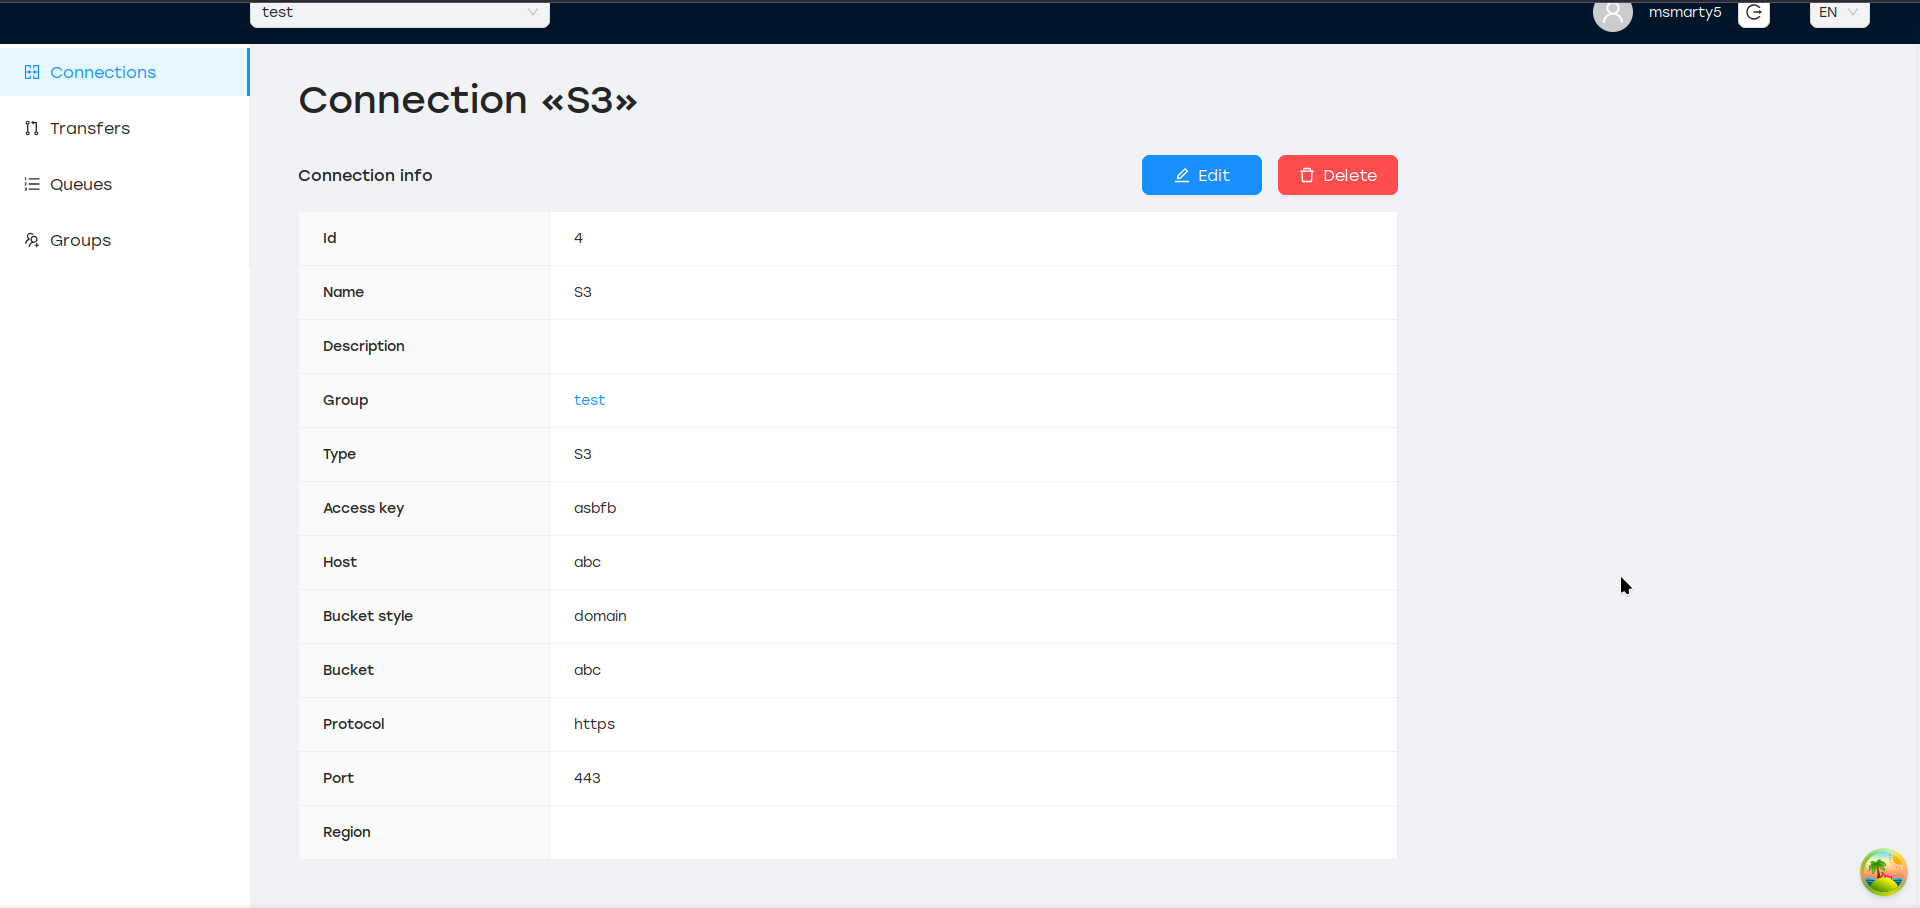 test
msmarty5
EN
Connections
Transfers
Queues
Groups
Connection «S3»
Connection info
Edit
Delete
Id 4
Name S3
Description
Group test
Type S3
Access key asbfb
Host abc
Bucket style domain
Bucket abc
Protocol https
Port 443
Region